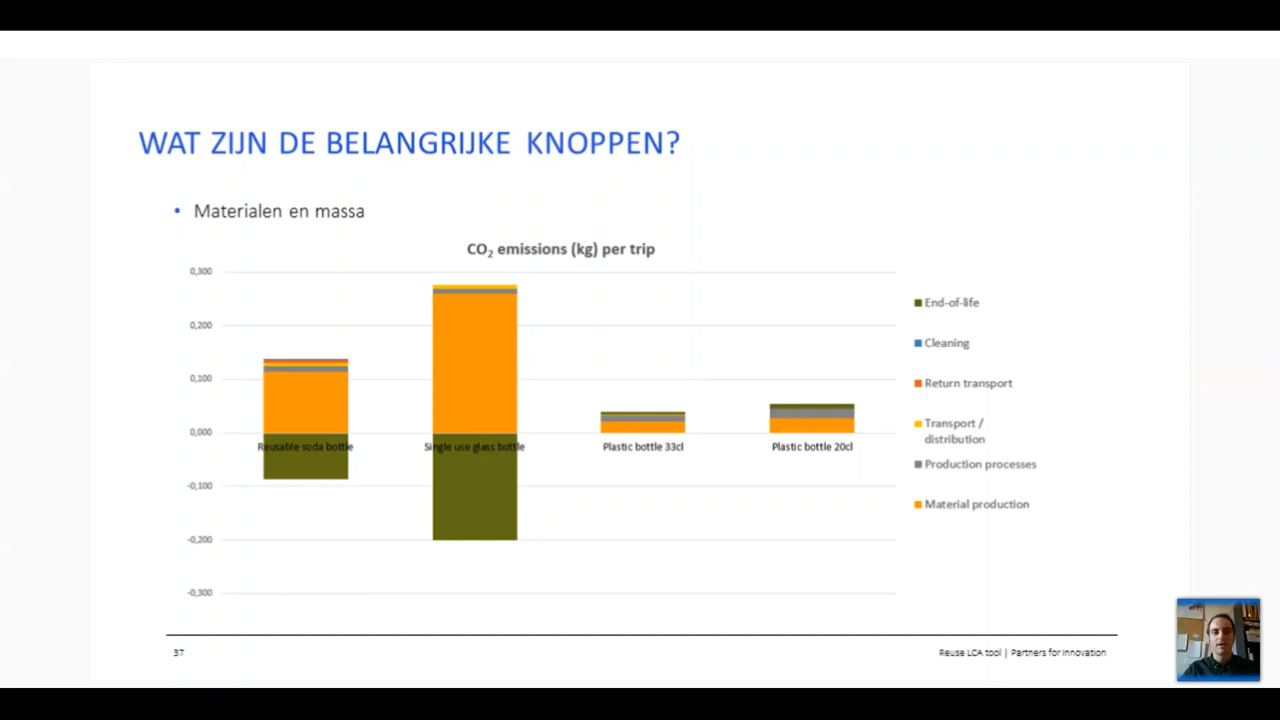 WAT ZIJN DE BELANGRIJKE KNOPPEN?
• Materialen en massa
CO₂ emissions (kg) per trip
0,300
0,200
0,100
0,000
-0,100
-0,200
-0,300
Reusable soda bottle
Single use glass bottle
Plastic bottle 33cl
Plastic bottle 20cl
End-of-life
Cleaning
Return transport
Transport /
distribution
Production processes
Material production
37
Reuse LCA tool | Partners for Innovation